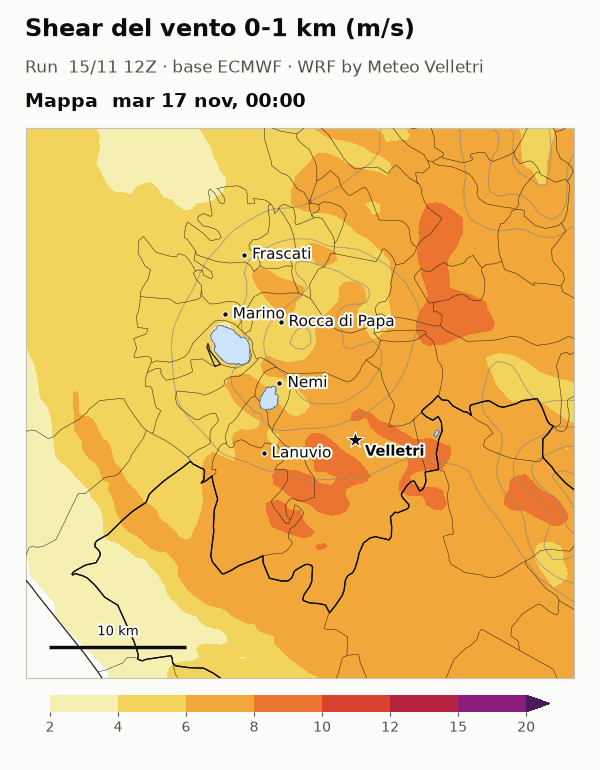 Shear del vento 0-1 km (m/s)
Run  15/11 12Z · base ECMWF · WRF by Meteo Velletri
Mappa  mar 17 nov, 00:00
Frascati
Marino
Rocca di Papa
Nemi
Velletri
Lanuvio
10 km
2 4 6 8 10 12 15 20